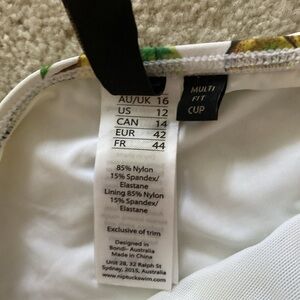 AU/UK 16
US 12
CAN 14
EUR 42
FR 44
85% Nylon
15% Spandex/
Elastane
Lining 85% Nylon
15% Spandex/
Elastane
Exclusive of trim
Designed in
Bondi- Australia
Made in China
Unit 28, 32 Ralph St
Sydney, 2015, Australia
www.niptuckswim.com
MULTI
FIT
CUP